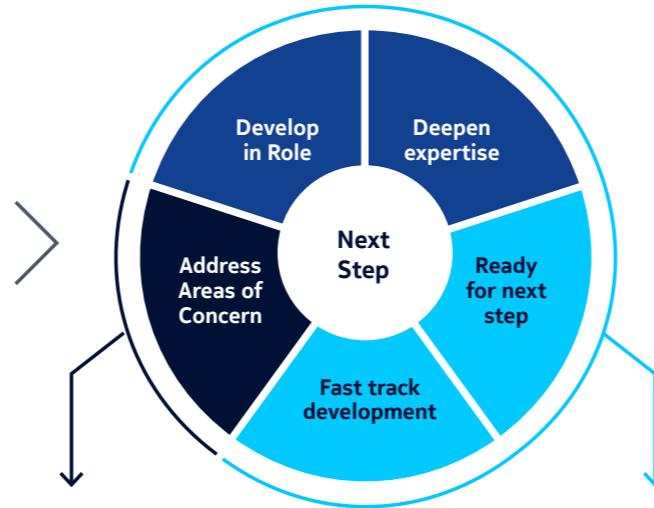 Develop
in Role
Deepen
expertise
Next
Step
Address
Areas of
Concern
Ready
for next
step
Fast track
development